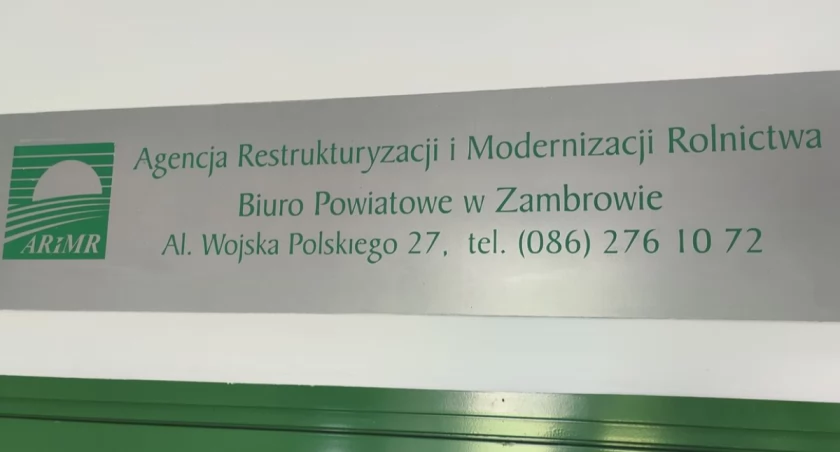 Agencja Restrukturyzacji i Modernizacji Rolnictwa
Biuro Powiatowe w Zambrowie
Al. Wojska Polskiego 27, tel. (086) 276 10 72
ARiMR